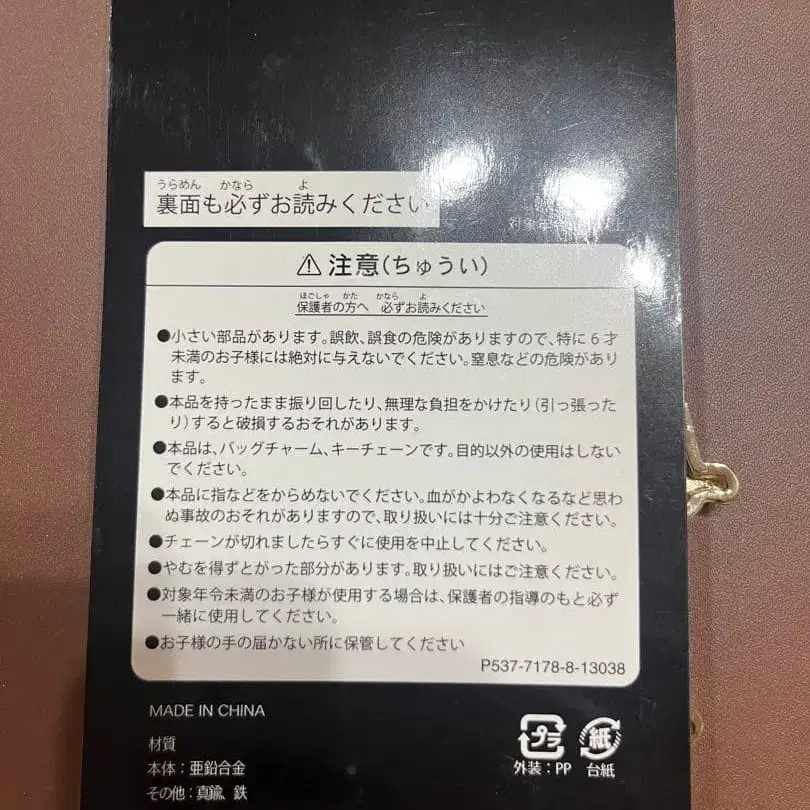 うらめん かなら よ
裏面も必ずお読みください
対象年
⚠ 注意(ちゅうい)
ほごしゃ かた かなら よ
保護者の方へ 必ずお読みください
●小さい部品があります。誤飲、誤食の危険がありますので、特に6才
未満のお子様には絶対に与えないでください。窒息などの危険があり
ます。
●本品を持ったまま振り回したり、無理な負担をかけたり(引っ張った
り)すると破損するおそれがあります。
●本品は、バッグチャーム、キーチェーンです。目的以外の使用はしない
でください。
●本品に指などをからめないでください。血がかよわなくなるなど思わ
ぬ事故のおそれがありますので、取り扱いには十分ご注意ください。
●チェーンが切れましたらすぐに使用を中止してください。
●やむを得ずとがった部分があります。取り扱いにはご注意ください。
●対象年令未満のお子様が使用する場合は、保護者の指導のもと必ず
一緒に使用してください。
●お子様の手の届かない所に保管してください
P537-7178-8-13038
MADE IN CHINA
材質
本体：亜鉛合金
その他：真鍮、鉄
プラ
外装：PP
紙
台紙